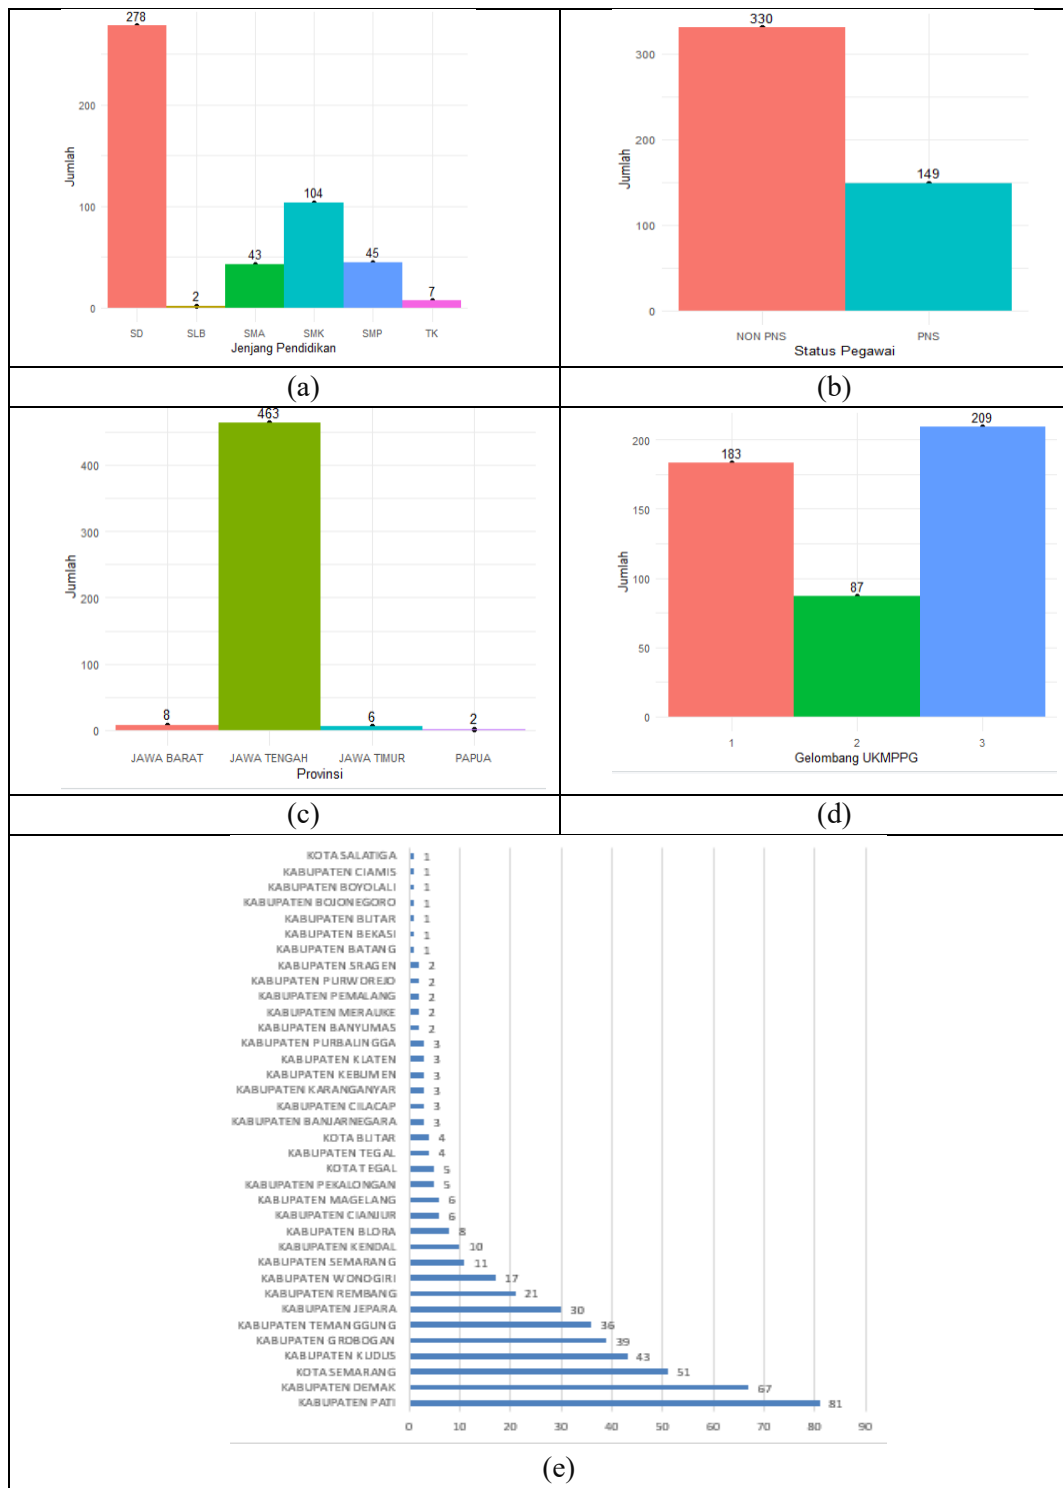 278
200
100
0
Jumlah
2
43
104
45
7
SD SLB SMA SMK SMP TK
Jenjang Pendidikan
(a)
330
300
200
100
0
Jumlah
149
NON PNS PNS
Status Pegawai
(b)
463
400
300
200
100
0
Jumlah
8
6
2
JAWA BARAT JAWA TENGAH JAWA TIMUR PAPUA
Provinsi
(c)
209
200
183
150
100
87
50
0
Jumlah
1 2 3
Gelombang UKMPPG
(d)
KOTA SALATIGA 1
KABUPATEN CIAMIS 1
KABUPATEN BOYOLALI 1
KABUPATEN BOJONEGORO 1
KABUPATEN BLITAR 1
KABUPATEN BEKASI 1
KABUPATEN BATANG 1
KABUPATEN SRAGEN 2
KABUPATEN PURWOREJO 2
KABUPATEN PEMALANG 2
KABUPATEN MERAUKE 2
KABUPATEN BANYUMAS 2
KABUPATEN PURBALINGGA 3
KABUPATEN KLATEN 3
KABUPATEN KEBUMEN 3
KABUPATEN KARANGANYAR 3
KABUPATEN CILACAP 3
KABUPATEN BANJARNEGARA 3
KOTA BLITAR 4
KABUPATEN TEGAL 4
KOTA TEGAL 5
KABUPATEN PEKALONGAN 5
KABUPATEN MAGELANG 6
KABUPATEN CIANJUR 6
KABUPATEN BLORA 8
KABUPATEN KENDAL 10
KABUPATEN SEMARANG 11
KABUPATEN WONOGIRI 17
KABUPATEN REMBANG 21
KABUPATEN JEPARA 30
KABUPATEN TEMANGGUNG 36
KABUPATEN GROBOGAN 39
KABUPATEN KUDUS 43
KOTA SEMARANG 51
KABUPATEN DEMAK 67
KABUPATEN PATI 81
0 10 20 30 40 50 60 70 80 90
(e)